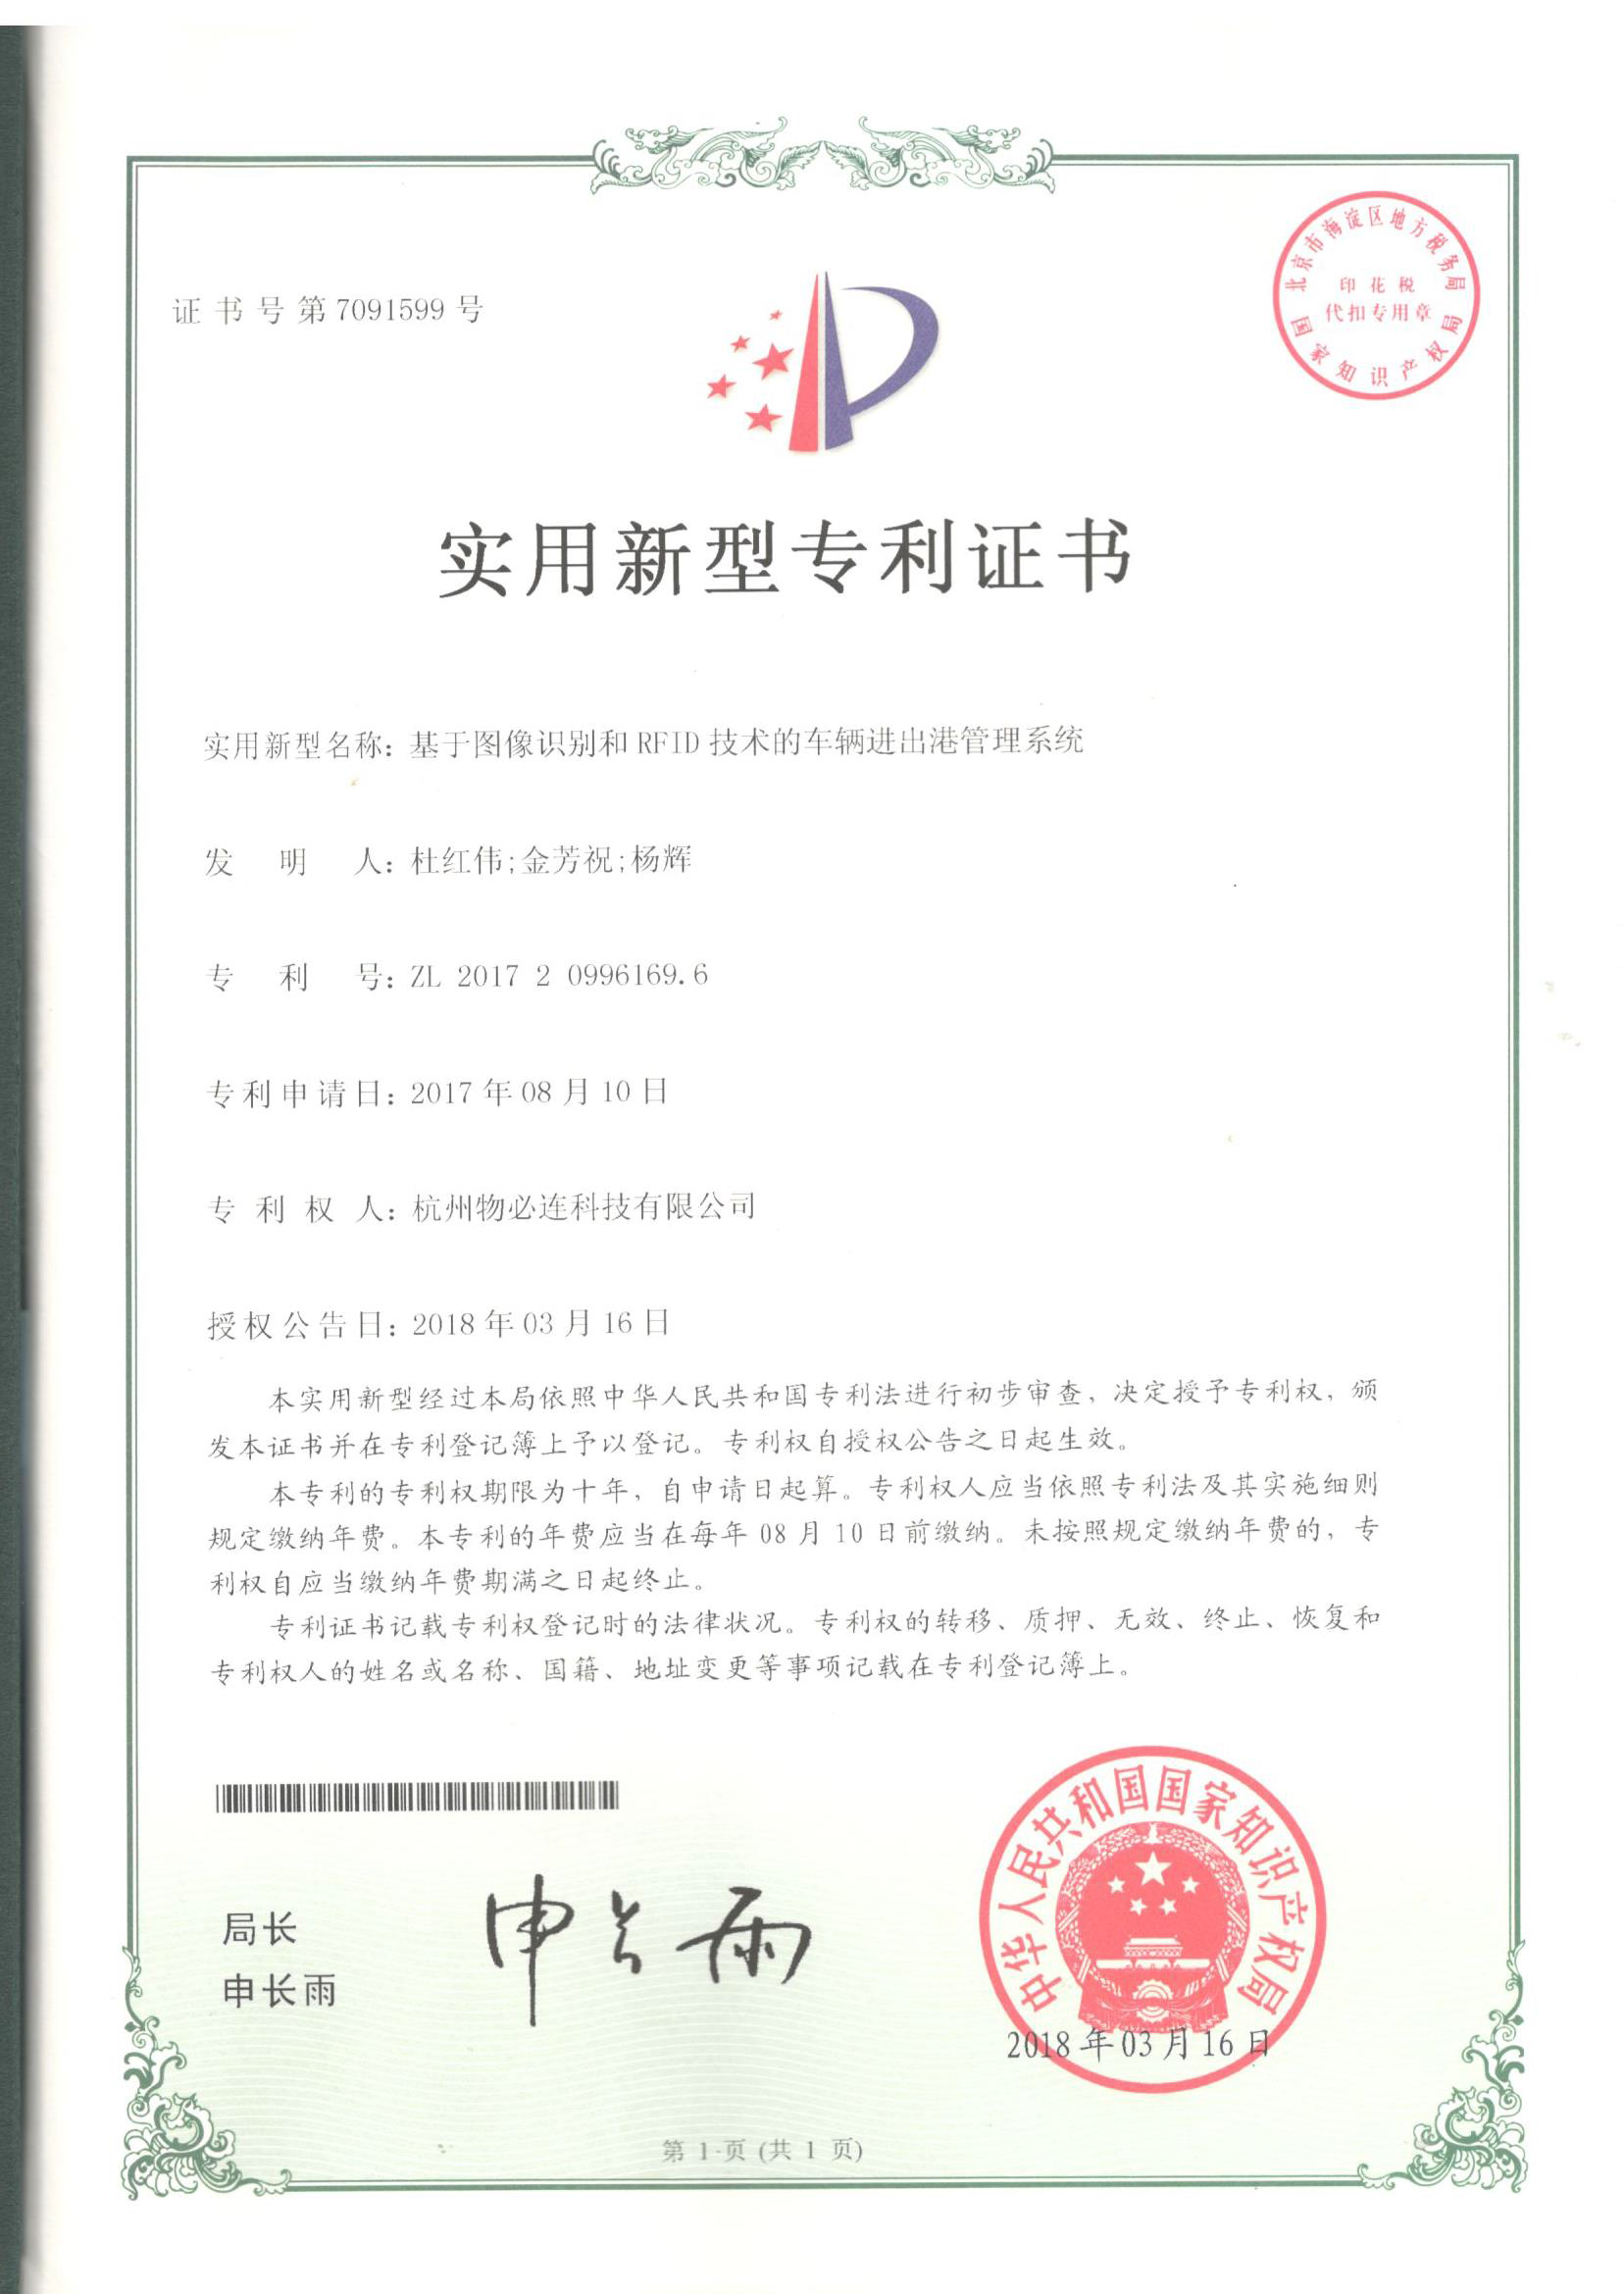 证书号第7091599号
北京市海淀区地方税务局
印花税
代扣专用章
国家知识产权局
实用新型专利证书
实用新型名称：基于图像识别和RFID技术的车辆进出港管理系统
发明人：杜红伟;金芳祝;杨辉
专利号：ZL 2017 2 0996169.6
专利申请日：2017年08月10日
专利权人：杭州物必连科技有限公司
授权公告日：2018年03月16日
本实用新型经过本局依照中华人民共和国专利法进行初步审查，决定授予专利权，颁
发本证书并在专利登记簿上予以登记。专利权自授权公告之日起生效。
本专利的专利权期限为十年，自申请日起算。专利权人应当依照专利法及其实施细则
规定缴纳年费。本专利的年费应当在每年08月10日前缴纳。未按照规定缴纳年费的，专
利权自应当缴纳年费期满之日起终止。
专利证书记载专利权登记时的法律状况。专利权的转移、质押、无效、终止、恢复和
专利权人的姓名或名称、国籍、地址变更等事项记载在专利登记簿上。
局长
申长雨
申长雨
中华人民共和国国家知识产权局
2018年03月16日
第1页(共1页)